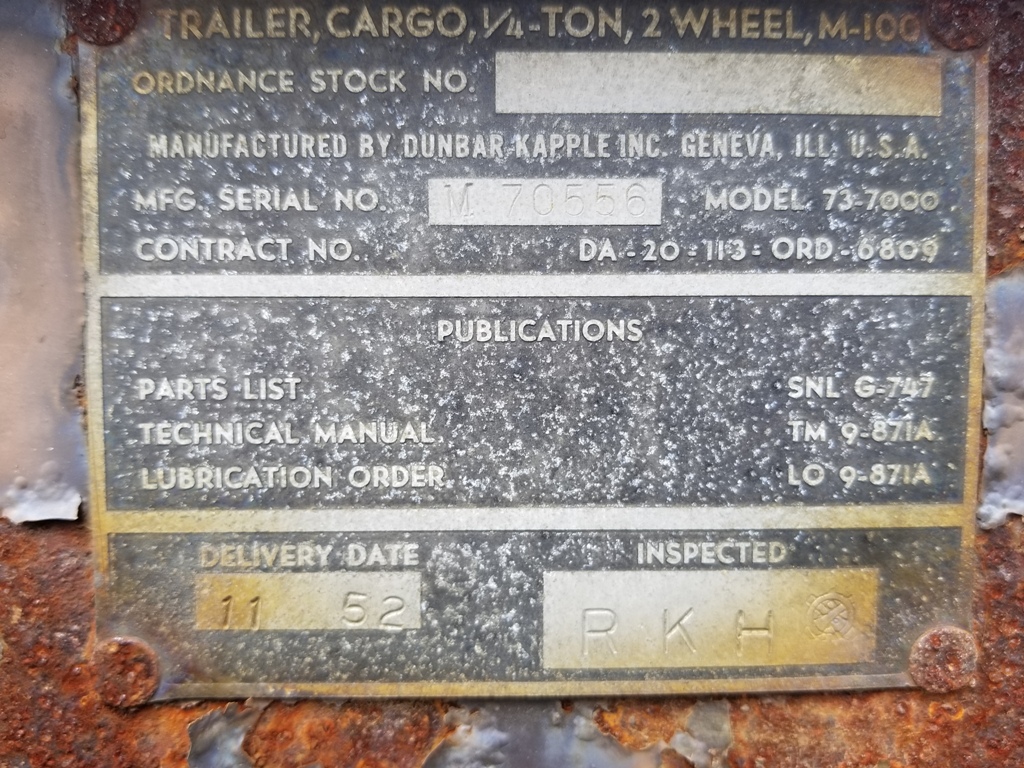 TRAILER, CARGO, 1/4-TON, 2 WHEEL, M-100
ORDNANCE STOCK NO.
MANUFACTURED BY DUNBAR KAPPLE INC. GENEVA, ILL. U.S.A.
MFG. SERIAL NO. M 70556 MODEL 73-7000
CONTRACT NO. DA-20-113-ORD-6809
PUBLICATIONS
PARTS LIST SNL G-747
TECHNICAL MANUAL TM 9-871A
LUBRICATION ORDER LO 9-871A
DELIVERY DATE INSPECTED
11 52 RKH